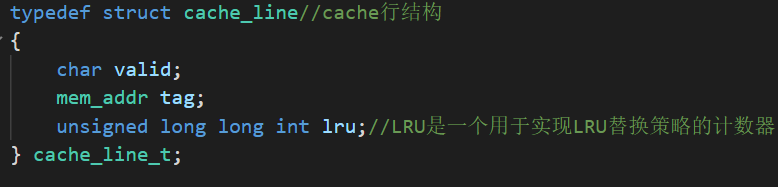 typedef struct cache_line//cache行结构
{
    char valid;
    mem_addr tag;
    unsigned long long int lru;//LRU是一个用于实现LRU替换策略的计数器
} cache_line_t;